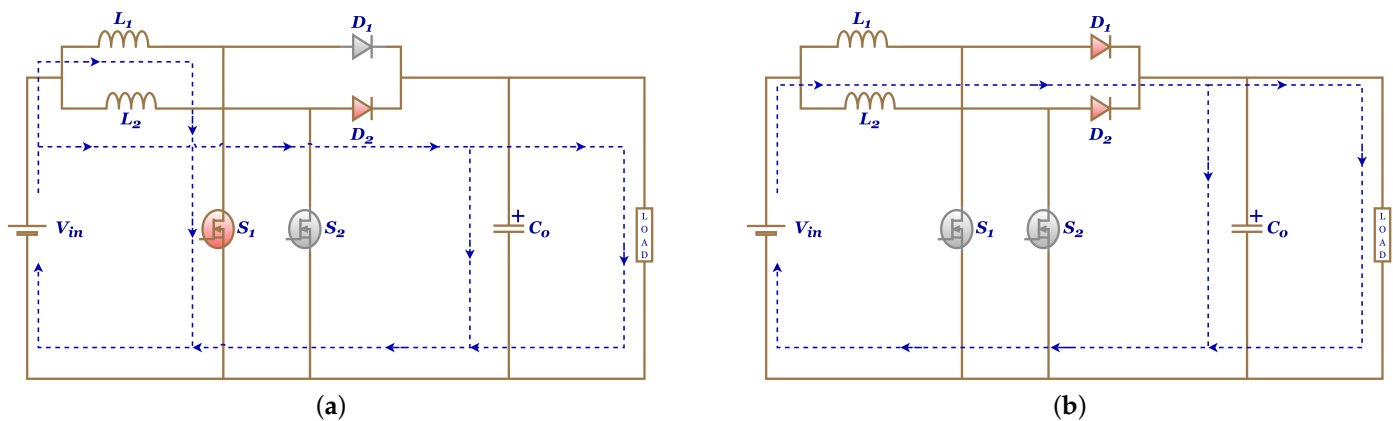 L1
D1
L2
D2
Vin
S1
S2
+
Co
LOAD
(a)
L1
D1
L2
D2
Vin
S1
S2
+
Co
LOAD
(b)